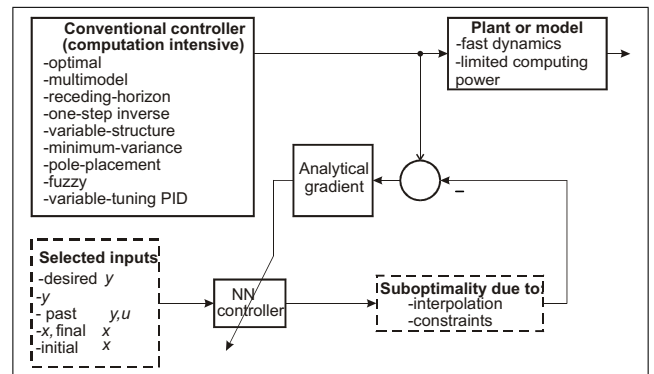 Conventional controller
(computation intensive)
-optimal
-multimodel
-receding-horizon
-one-step inverse
-variable-structure
-minimum-variance
-pole-placement
-fuzzy
-variable-tuning PID
Plant or model
-fast dynamics
-limited computing
power
Analytical
gradient
–
Selected inputs
-desired y
-y
- past y,u
-x, final x
-initial x
NN
controller
Suboptimality due to:
-interpolation
-constraints